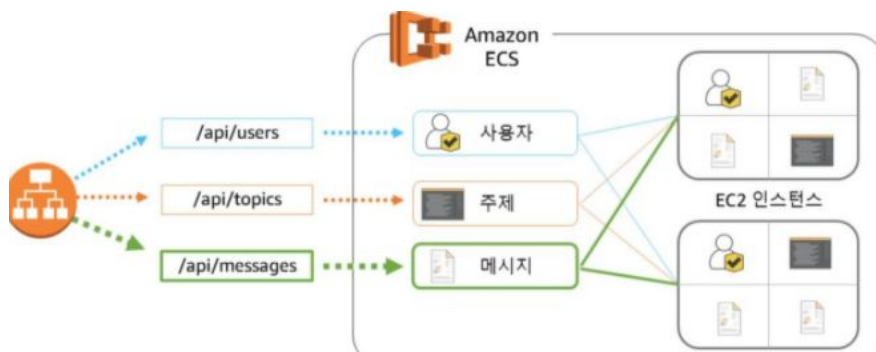 Amazon
ECS
/api/users
사용자
/api/topics
주제
EC2 인스턴스
/api/messages
메시지